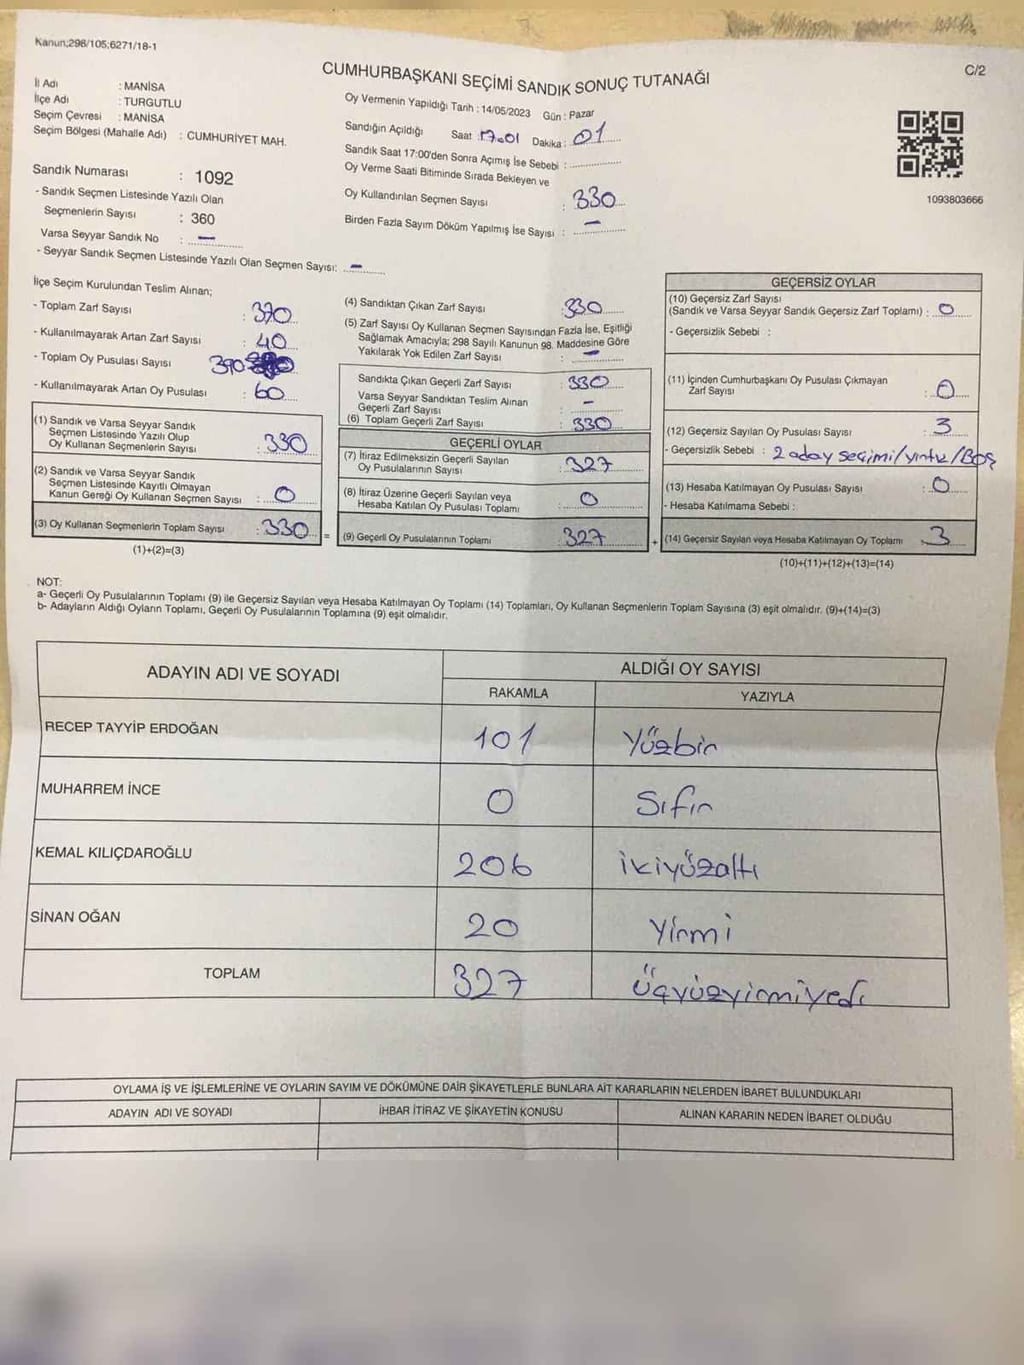 Kanun;298/105;6271/18-1
C/2
CUMHURBAŞKANI SEÇİMİ SANDIK SONUÇ TUTANAĞI
İl Adı : MANİSA
İlçe Adı : TURGUTLU
Seçim Çevresi : MANİSA
Seçim Bölgesi (Mahalle Adı) : CUMHURİYET MAH.
Oy Vermenin Yapıldığı Tarih : 14/05/2023 Gün : Pazar
Sandığın Açıldığı Saat : 17.01 Dakika : 01
Sandık Saat 17:00'den Sonra Açımış İse Sebebi :
Oy Verme Saati Bitiminde Sırada Bekleyen ve
Oy Kullandırılan Seçmen Sayısı : 330
Birden Fazla Sayım Döküm Yapılmış İse Sayısı : –
1093803666
Sandık Numarası : 1092
- Sandık Seçmen Listesinde Yazılı Olan
Seçmenlerin Sayısı : 360
Varsa Seyyar Sandık No : –
- Seyyar Sandık Seçmen Listesinde Yazılı Olan Seçmen Sayısı: –
İlçe Seçim Kurulundan Teslim Alınan;
- Toplam Zarf Sayısı : 370
- Kullanılmayarak Artan Zarf Sayısı : 40
- Toplam Oy Pusulası Sayısı 390
- Kullanılmayarak Artan Oy Pusulası : 60
(1) Sandık ve Varsa Seyyar Sandık
Seçmen Listesinde Yazılı Olup
Oy Kullanan Seçmenlerin Sayısı : 330
(2) Sandık ve Varsa Seyyar Sandık
Seçmen Listesinde Kayıtlı Olmayan
Kanun Gereği Oy Kullanan Seçmen Sayısı : 0
(3) Oy Kullanan Seçmenlerin Toplam Sayısı : 330 =
(1)+(2)=(3)
(4) Sandıktan Çıkan Zarf Sayısı : 330
(5) Zarf Sayısı Oy Kullanan Seçmen Sayısından Fazla İse, Eşitliği
Sağlamak Amacıyla; 298 Sayılı Kanunun 98. Maddesine Göre
Yakılarak Yok Edilen Zarf Sayısı : –
Sandıkta Çıkan Geçerli Zarf Sayısı : 330
Varsa Seyyar Sandıktan Teslim Alınan
Geçerli Zarf Sayısı : –
(6) Toplam Geçerli Zarf Sayısı : 330
GEÇERLİ OYLAR
(7) İtiraz Edilmeksizin Geçerli Sayılan
Oy Pusulalarının Sayısı : 327
(8) İtiraz Üzerine Geçerli Sayılan veya
Hesaba Katılan Oy Pusulası Toplamı : 0
(9) Geçerli Oy Pusulalarının Toplamı : 327 +
GEÇERSİZ OYLAR
(10) Geçersiz Zarf Sayısı
(Sandık ve Varsa Seyyar Sandık Geçersiz Zarf Toplamı) : 0
- Geçersizlik Sebebi :
(11) İçinden Cumhurbaşkanı Oy Pusulası Çıkmayan
Zarf Sayısı : 0
(12) Geçersiz Sayılan Oy Pusulası Sayısı : 3
- Geçersizlik Sebebi : 2 aday seçimi/yırtık/Boş
(13) Hesaba Katılmayan Oy Pusulası Sayısı : 0
- Hesaba Katılmama Sebebi :
(14) Geçersiz Sayılan veya Hesaba Katılmayan Oy Toplamı : 3
(10)+(11)+(12)+(13)=(14)
NOT:
a- Geçerli Oy Pusulalarının Toplamı (9) ile Geçersiz Sayılan veya Hesaba Katılmayan Oy Toplamı (14) Toplamları, Oy Kullanan Seçmenlerin Toplam Sayısına (3) eşit olmalıdır. (9)+(14)=(3)
b- Adayların Aldığı Oyların Toplamı, Geçerli Oy Pusulalarının Toplamına (9) eşit olmalıdır.
ADAYIN ADI VE SOYADI ALDIĞI OY SAYISI
RAKAMLA YAZIYLA
RECEP TAYYİP ERDOĞAN 101 Yüzbir
MUHARREM İNCE 0 Sıfır
KEMAL KILIÇDAROĞLU 206 ikiyüzaltı
SİNAN OĞAN 20 Yirmi
TOPLAM 327 Üçyüzyirmiyedi
OYLAMA İŞ VE İŞLEMLERİNE VE OYLARIN SAYIM VE DÖKÜMÜNE DAİR ŞİKAYETLERLE BUNLARA AİT KARARLARIN NELERDEN İBARET BULUNDUKLARI
ADAYIN ADI VE SOYADI İHBAR İTİRAZ VE ŞİKAYETİN KONUSU ALINAN KARARIN NEDEN İBARET OLDUĞU